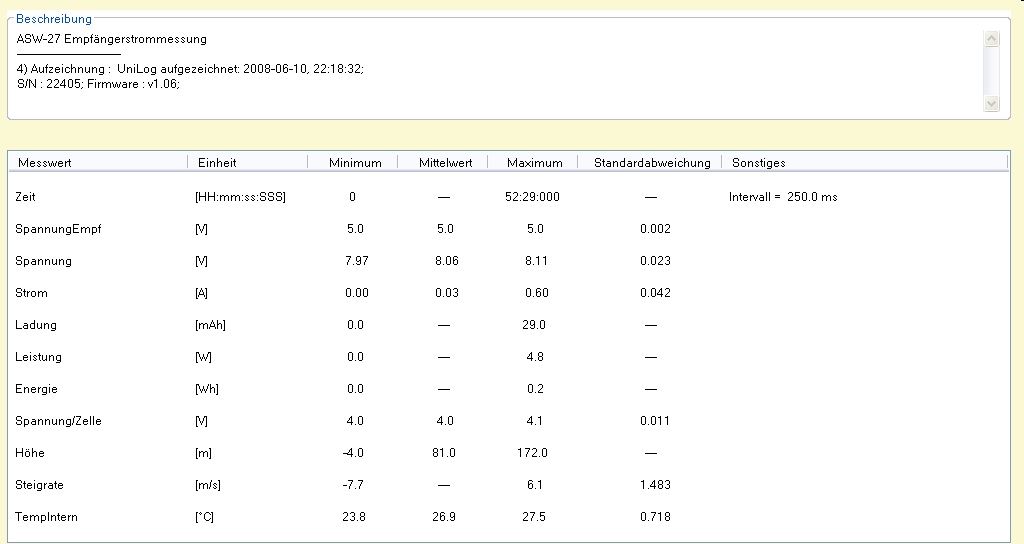 Beschreibung
ASW-27 Empfängerstrommessung
4) Aufzeichnung : UniLog aufgezeichnet: 2008-06-10, 22:18:32;
S/N : 22405; Firmware : v1.06;
Messwert Einheit Minimum Mittelwert Maximum Standardabweichung Sonstiges
Zeit [HH:mm:ss:SSS] 0 — 52:29:000 — Intervall = 250.0 ms
SpannungEmpf [V] 5.0 5.0 5.0 0.002
Spannung [V] 7.97 8.06 8.11 0.023
Strom [A] 0.00 0.03 0.60 0.042
Ladung [mAh] 0.0 — 29.0 —
Leistung [W] 0.0 — 4.8 —
Energie [Wh] 0.0 — 0.2 —
Spannung/Zelle [V] 4.0 4.0 4.1 0.011
Höhe [m] -4.0 81.0 172.0 —
Steigrate [m/s] -7.7 — 6.1 1.483
TempIntern [°C] 23.8 26.9 27.5 0.718